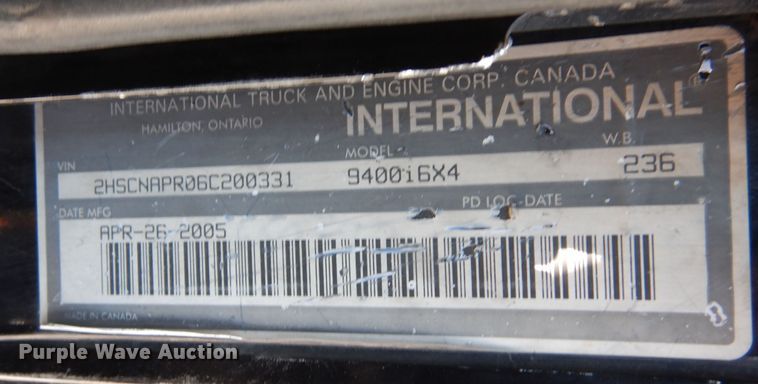 INTERNATIONAL TRUCK AND ENGINE CORP. CANADA
HAMILTON, ONTARIO
INTERNATIONAL®
VIN MODEL W.B.
2HSCNAPR06C200331 9400i6X4 236
DATE MFG PD LOC-DATE
APR-26-2005
MADE IN CANADA
Purple Wave Auction